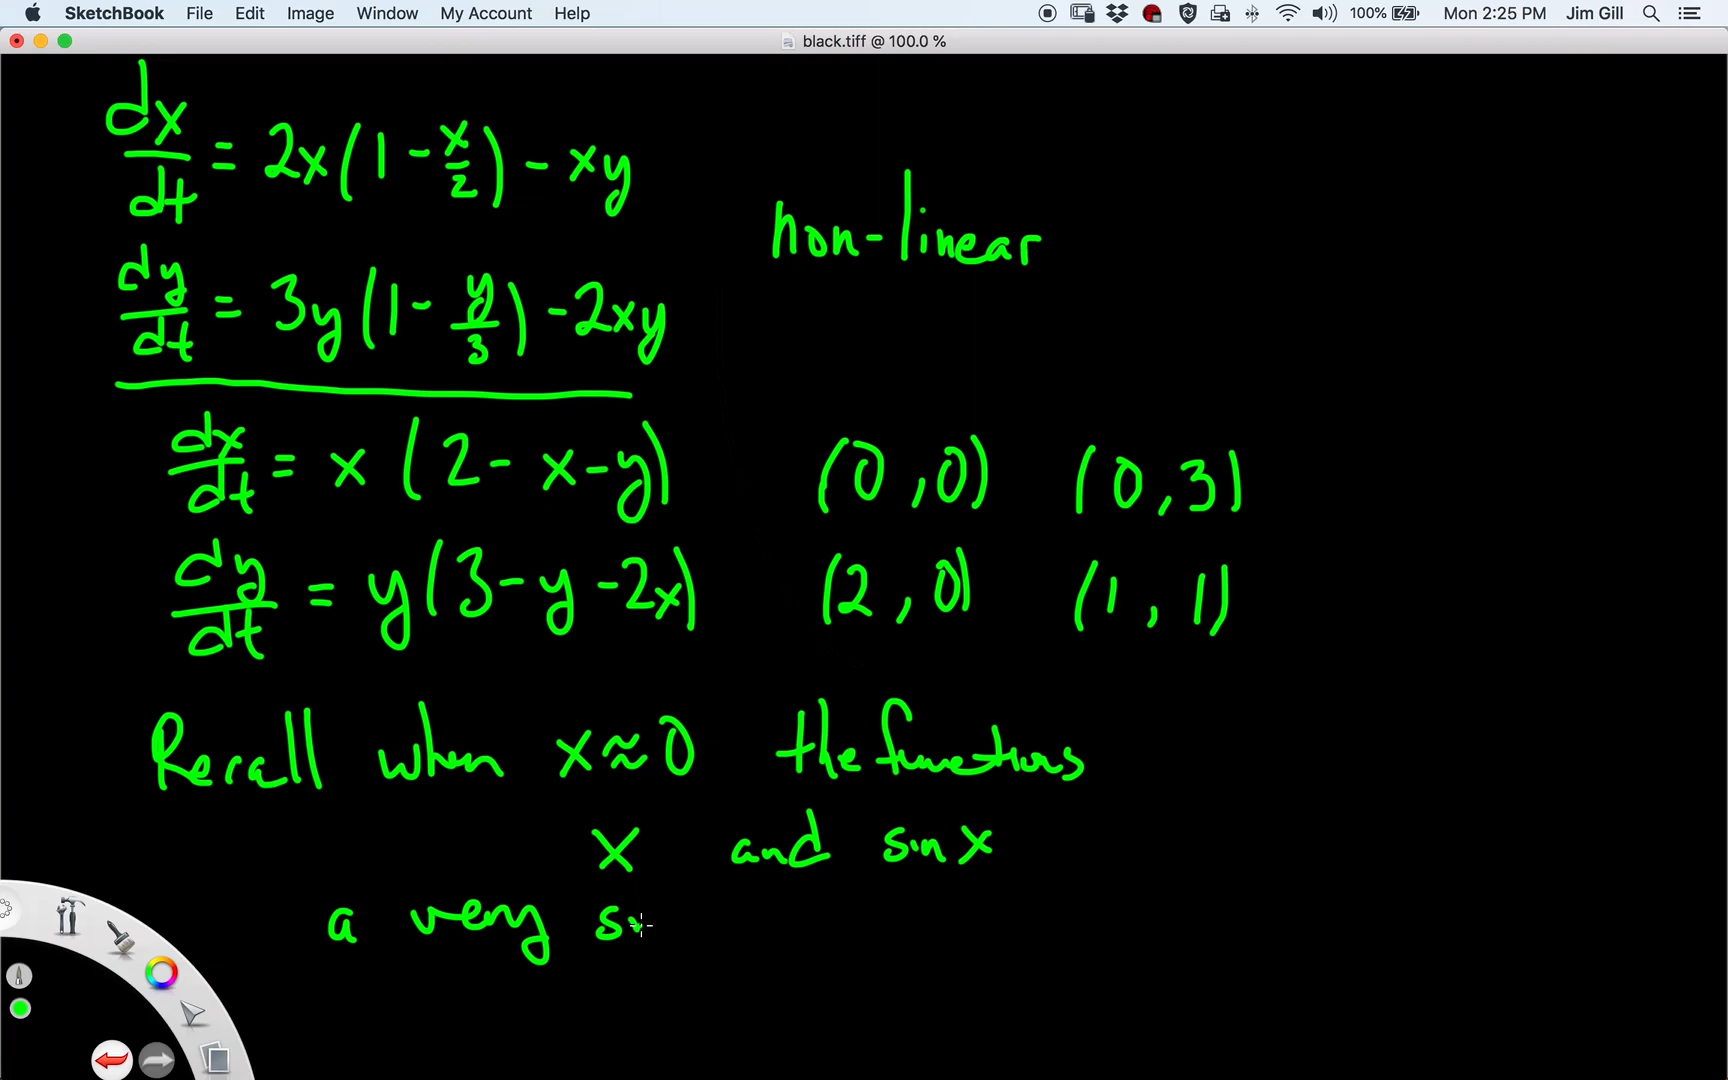 SketchBook File Edit Image Window My Account Help 100% Mon 2:25 PM Jim Gill
black.tiff @ 100.0 %
dx/dt = 2x(1 - x/2) - xy
non-linear
dy/dt = 3y(1 - y/3) - 2xy
dx/dt = x(2 - x - y) (0,0) (0,3)
dy/dt = y(3 - y - 2x) (2,0) (1,1)
Recall when x≈0 the functions
x and sin x
a very